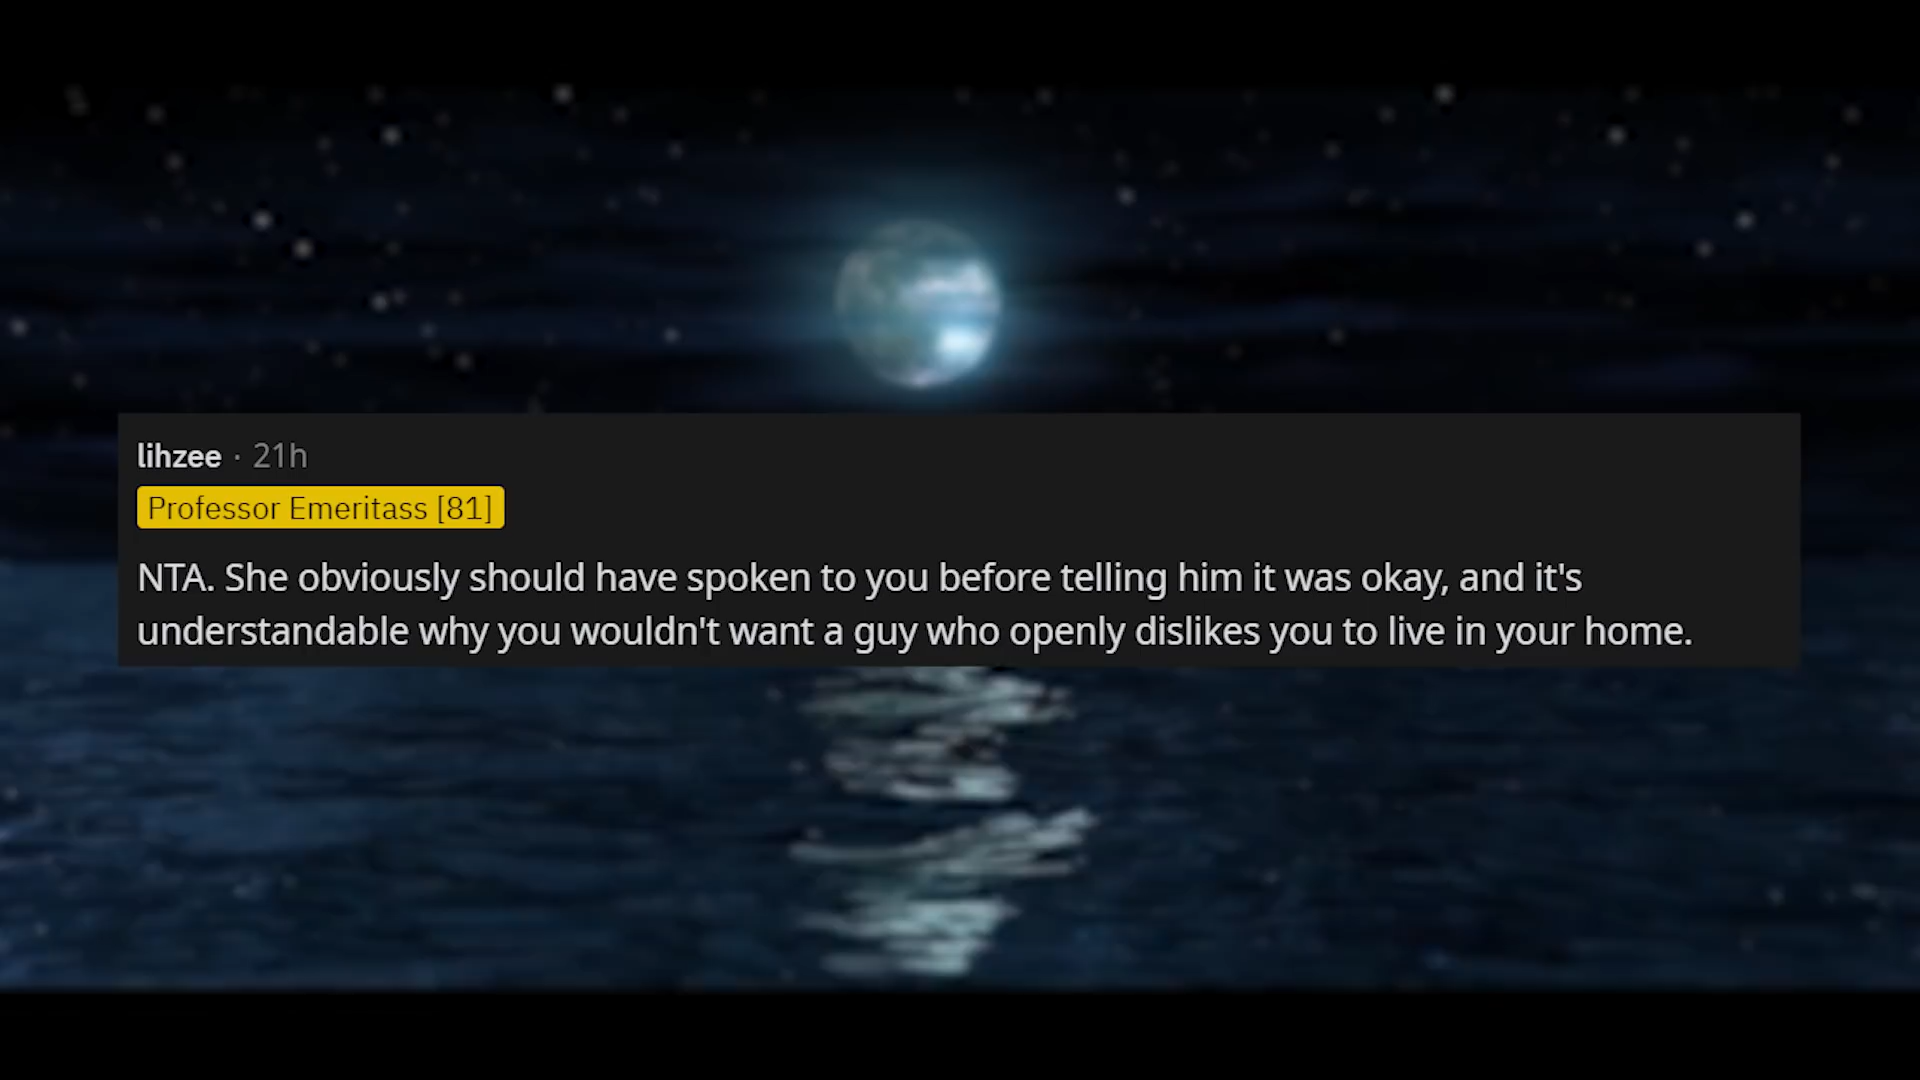 lihzee · 21h
Professor Emeritass [81]
NTA. She obviously should have spoken to you before telling him it was okay, and it's
understandable why you wouldn't want a guy who openly dislikes you to live in your home.